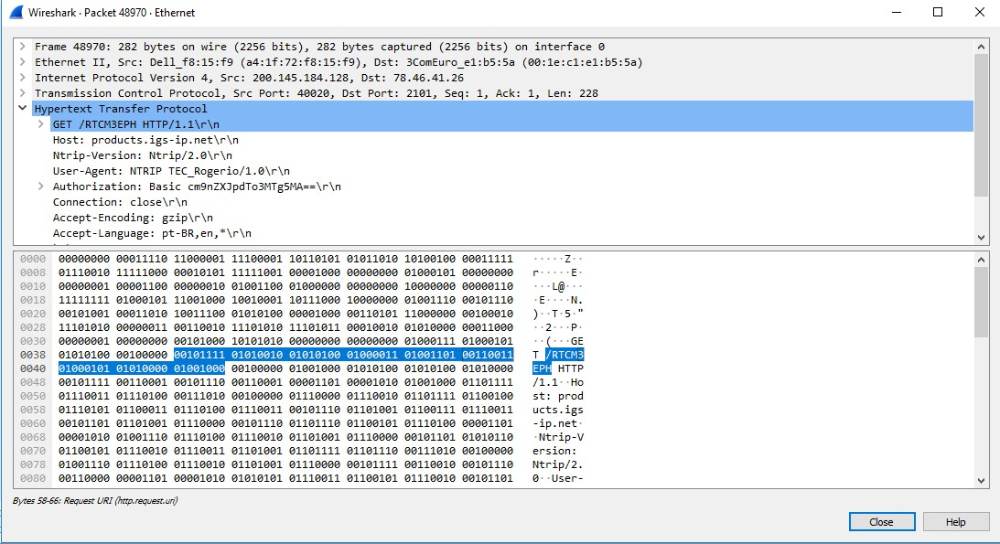 Wireshark · Packet 48970 · Ethernet
Frame 48970: 282 bytes on wire (2256 bits), 282 bytes captured (2256 bits) on interface 0
Ethernet II, Src: Dell_f8:15:f9 (a4:1f:72:f8:15:f9), Dst: 3ComEuro_e1:b5:5a (00:1e:c1:e1:b5:5a)
Internet Protocol Version 4, Src: 200.145.184.128, Dst: 78.46.41.26
Transmission Control Protocol, Src Port: 40020, Dst Port: 2101, Seq: 1, Ack: 1, Len: 228
Hypertext Transfer Protocol
GET /RTCM3EPH HTTP/1.1\r\n
Host: products.igs-ip.net\r\n
Ntrip-Version: Ntrip/2.0\r\n
User-Agent: NTRIP TEC_Rogerio/1.0\r\n
Authorization: Basic cm9nZXJpdTo3MTg5MA==\r\n
Connection: close\r\n
Accept-Encoding: gzip\r\n
Accept-Language: pt-BR,en,*\r\n
0000 00000000 00011110 11000001 11100001 10110101 01011010 10100100 00011111 ·····Z··
0008 01110010 11111000 00010101 11111001 00001000 00000000 01000101 00000000 r·····E·
0010 00000001 00001100 00000010 01001100 01000000 00000000 10000000 00000110 ···L@···
0018 11111111 01000101 11001000 10010001 10111000 10000000 01001110 00101110 ·E····N.
0020 00101001 00011010 10011100 01010100 00001000 00110101 11000000 00100010 )··T·5·"
0028 11101010 00000011 00110010 11101010 11101011 00010010 01010000 00011000 ··2···P·
0030 00000001 00000000 00101000 10101010 00000000 00000000 01000111 01000101 ··(···GE
0038 01010100 00100000 00101111 01010010 01010100 01000011 01001101 00110011 T /RTCM3
0040 01000101 01010000 01001000 00100000 01001000 01010100 01010100 01010000 EPH HTTP
0048 00101111 00110001 00101110 00110001 00001101 00001010 01001000 01101111 /1.1··Ho
0050 01110011 01110100 00111010 00100000 01110000 01110010 01101111 01100100 st: prod
0058 01110101 01100011 01110100 01110011 00101110 01101001 01100111 01110011 ucts.igs
0060 00101101 01101001 01110000 00101110 01101110 01100101 01110100 00001101 -ip.net·
0068 00001010 01001110 01110100 01110010 01101001 01110000 00101101 01010110 ·Ntrip-V
0070 01100101 01110010 01110011 01101001 01101111 01101110 00111010 00100000 ersion: 
0078 01001110 01110100 01110010 01101001 01110000 00101111 00110010 00101110 Ntrip/2.
0080 00110000 00001101 00001010 01010101 01110011 01100101 01110010 00101101 0··User-
Bytes 58-66: Request URI (http.request.uri)
Close Help